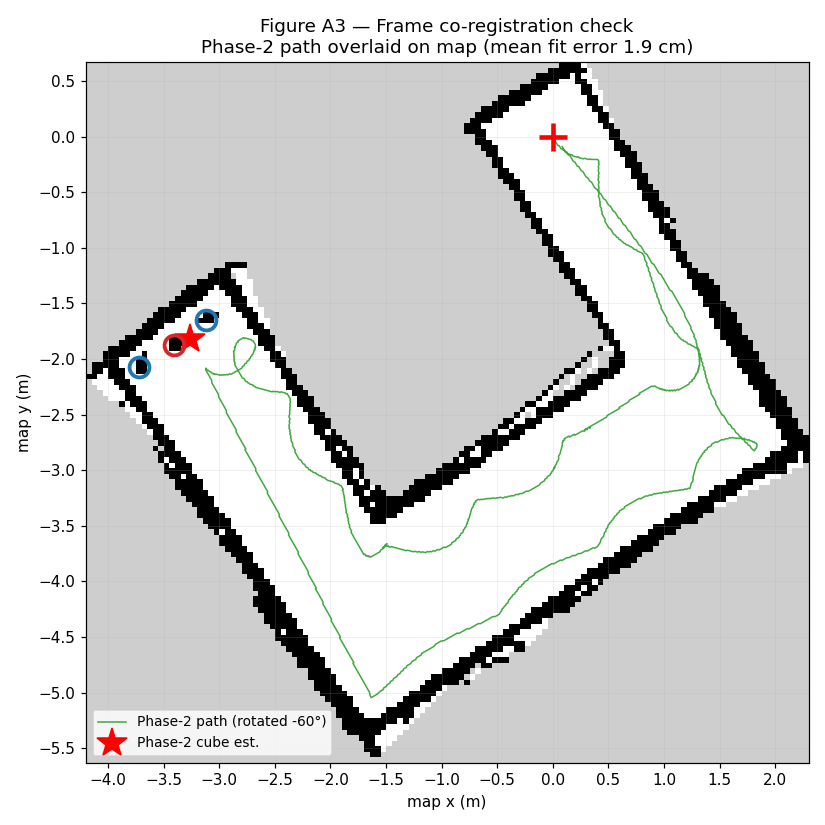 Figure A3 — Frame co-registration check
Phase-2 path overlaid on map (mean fit error 1.9 cm)
map y (m)
0.5
0.0
−0.5
−1.0
−1.5
−2.0
−2.5
−3.0
−3.5
−4.0
−4.5
−5.0
−5.5
Phase-2 path (rotated -60°)
Phase-2 cube est.
−4.0 −3.5 −3.0 −2.5 −2.0 −1.5 −1.0 −0.5 0.0 0.5 1.0 1.5 2.0
map x (m)